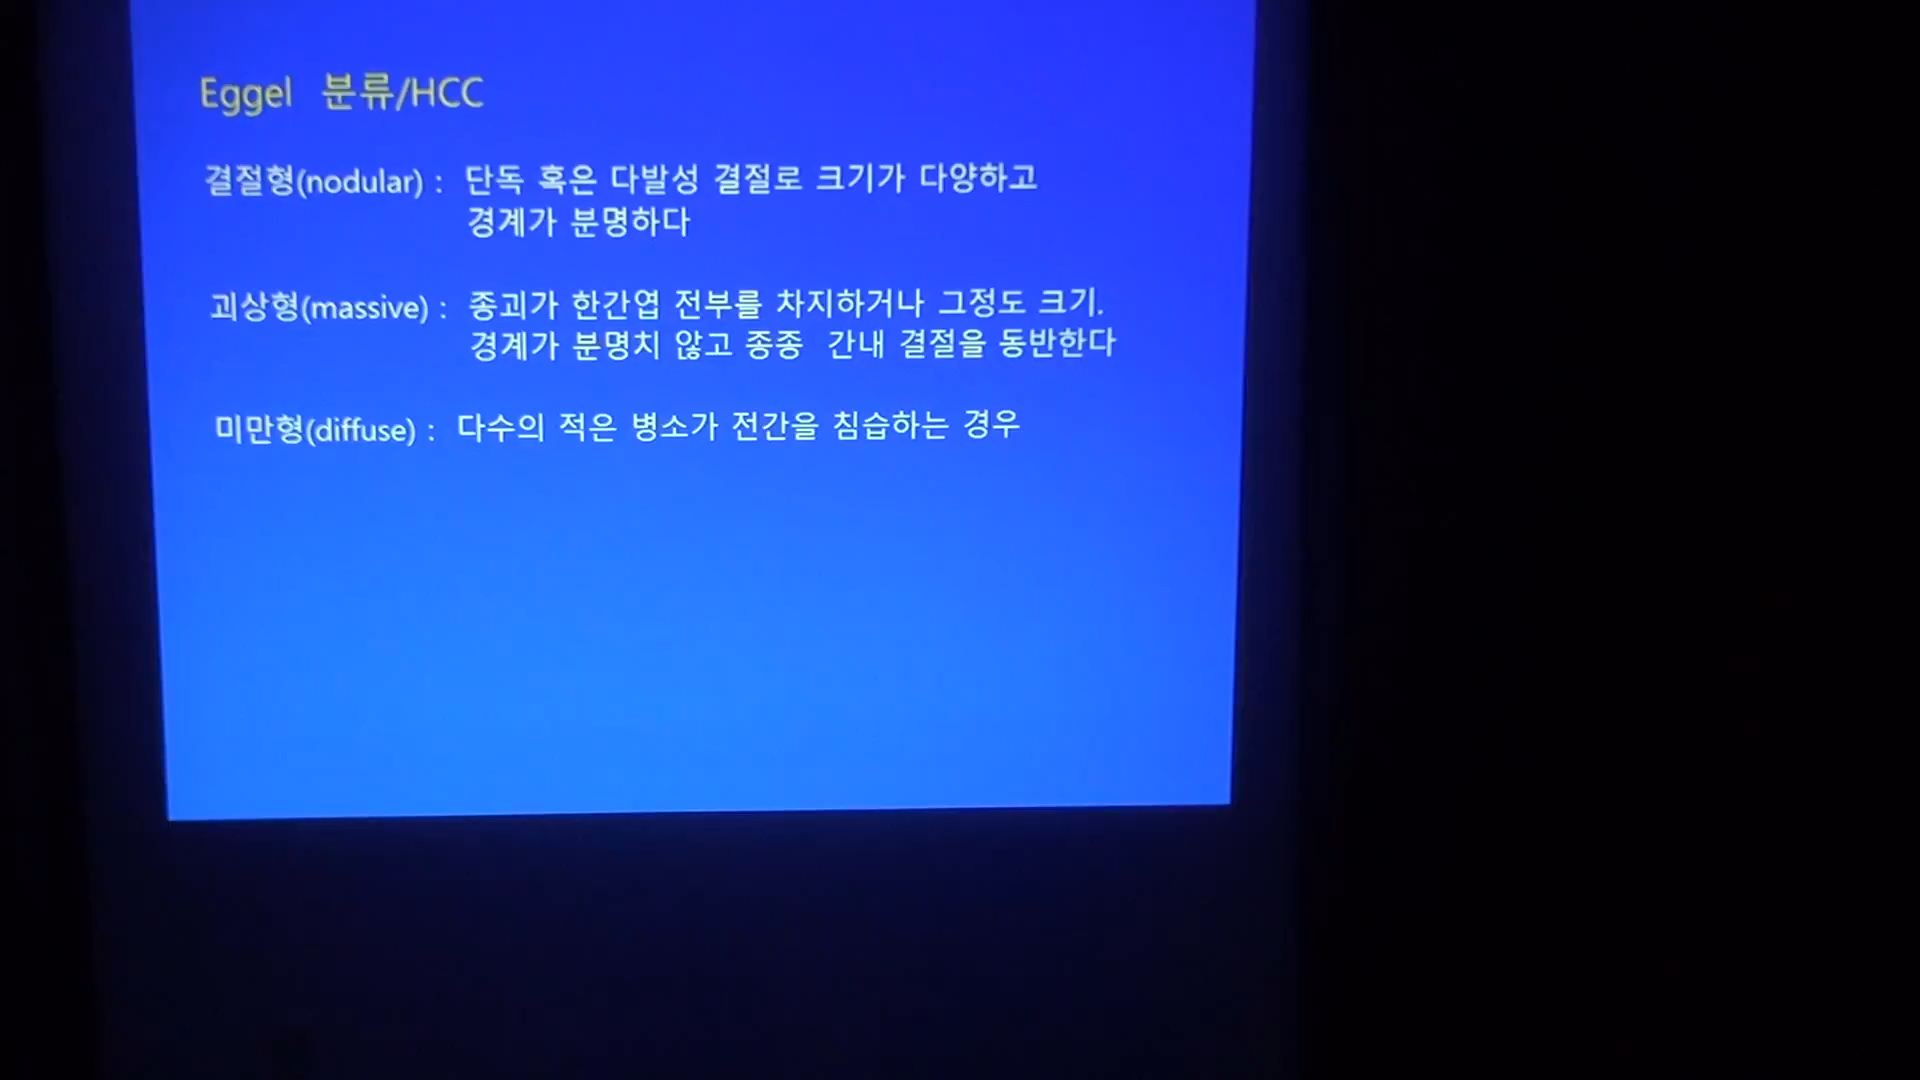 Eggel 분류/HCC
결절형(nodular) : 단독 혹은 다발성 결절로 크기가 다양하고
경계가 분명하다
괴상형(massive) : 종괴가 한간엽 전부를 차지하거나 그정도 크기.
경계가 분명치 않고 종종 간내 결절을 동반한다
미만형(diffuse) : 다수의 적은 병소가 전간을 침습하는 경우